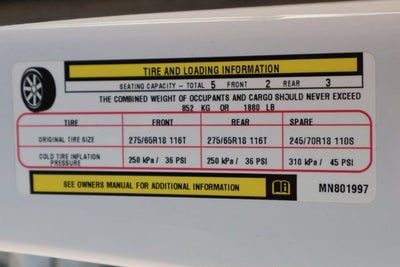 TIRE AND LOADING INFORMATION
SEATING CAPACITY - TOTAL 5 FRONT 2 REAR 3
THE COMBINED WEIGHT OF OCCUPANTS AND CARGO SHOULD NEVER EXCEED
852 KG OR 1880 LB
TIRE FRONT REAR SPARE
ORIGINAL TIRE SIZE 275/65R18 116T 275/65R18 116T 245/70R18 110S
COLD TIRE INFLATION PRESSURE 250 kPa / 36 PSI 250 kPa / 36 PSI 310 kPa / 45 PSI
SEE OWNERS MANUAL FOR ADDITIONAL INFORMATION MN801997